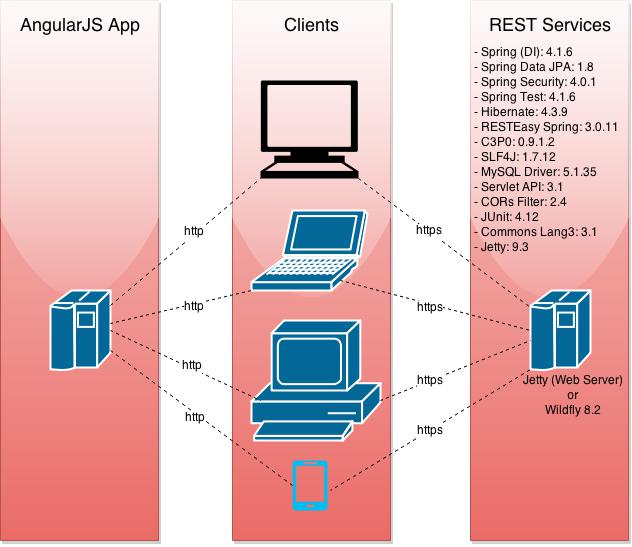 AngularJS App
Clients
REST Services
- Spring (DI): 4.1.6
- Spring Data JPA: 1.8
- Spring Security: 4.0.1
- Spring Test: 4.1.6
- Hibernate: 4.3.9
- RESTEasy Spring: 3.0.11
- C3P0: 0.9.1.2
- SLF4J: 1.7.12
- MySQL Driver: 5.1.35
- Servlet API: 3.1
- CORs Filter: 2.4
- JUnit: 4.12
- Commons Lang3: 3.1
- Jetty: 9.3
http
https
http
https
http
https
http
https
Jetty (Web Server)
or
Wildfly 8.2